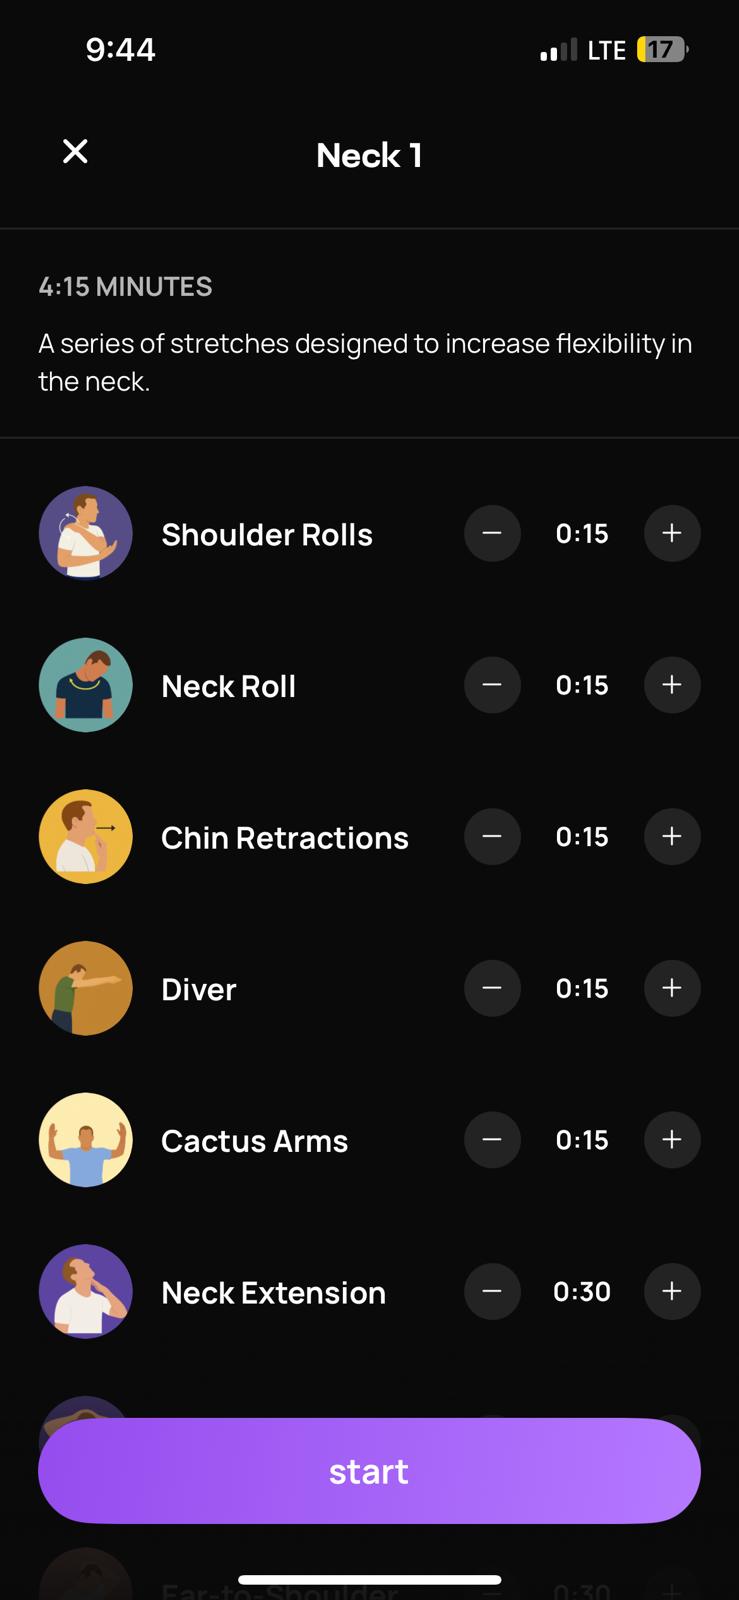 9:44 LTE 17
Neck 1
4:15 MINUTES
A series of stretches designed to increase flexibility in
the neck.
Shoulder Rolls − 0:15 +
Neck Roll − 0:15 +
Chin Retractions − 0:15 +
Diver − 0:15 +
Cactus Arms − 0:15 +
Neck Extension − 0:30 +
start
Ear-to-Shoulder − 0:30 +